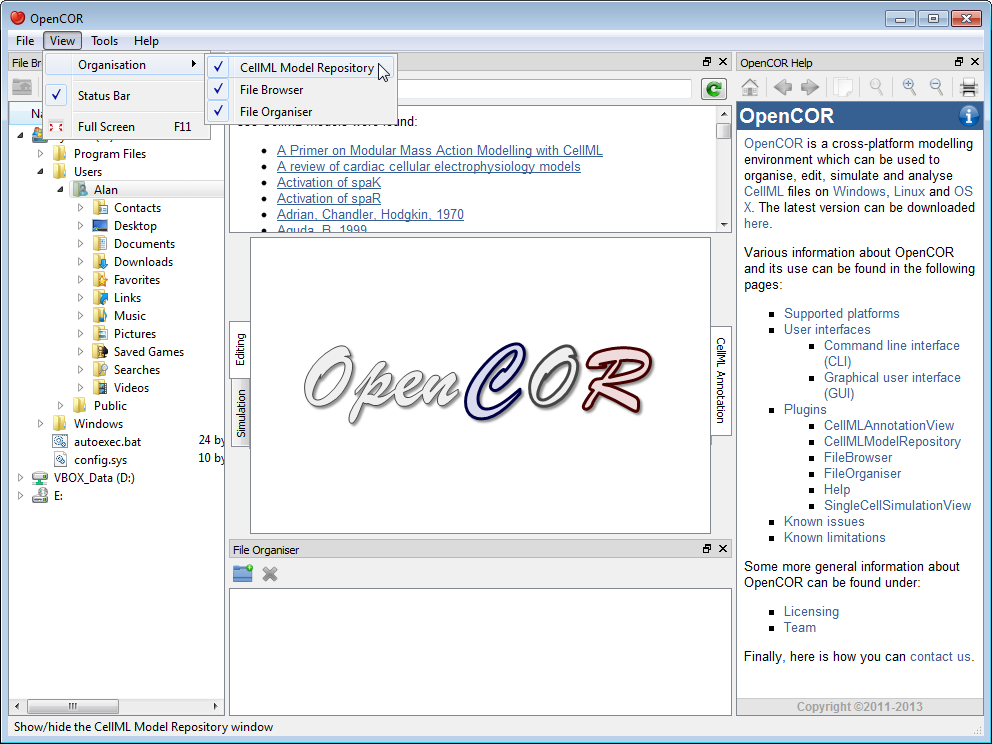 OpenCOR
File View Tools Help
File Br
Organisation
Status Bar
Full Screen F11
CellML Model Repository
File Browser
File Organiser
Na
Program Files
Users
Alan
Contacts
Desktop
Documents
Downloads
Favorites
Links
Music
Pictures
Saved Games
Searches
Videos
Public
Windows
autoexec.bat 24 by
config.sys 10 by
VBOX_Data (D:)
E:
were found:
A Primer on Modular Mass Action Modelling with CellML
A review of cardiac cellular electrophysiology models
Activation of spaK
Activation of spaR
Adrian, Chandler, Hodgkin, 1970
Aguda, B, 1999
Editing
Simulation
OpenCOR
CellML Annotation
File Organiser
OpenCOR Help
OpenCOR
OpenCOR is a cross-platform modelling
environment which can be used to
organise, edit, simulate and analyse
CellML files on Windows, Linux and OS
X. The latest version can be downloaded
here.
Various information about OpenCOR
and its use can be found in the following
pages:
Supported platforms
User interfaces
Command line interface
(CLI)
Graphical user interface
(GUI)
Plugins
CellMLAnnotationView
CellMLModelRepository
FileBrowser
FileOrganiser
Help
SingleCellSimulationView
Known issues
Known limitations
Some more general information about
OpenCOR can be found under:
Licensing
Team
Finally, here is how you can contact us.
Copyright ©2011-2013
Show/hide the CellML Model Repository window